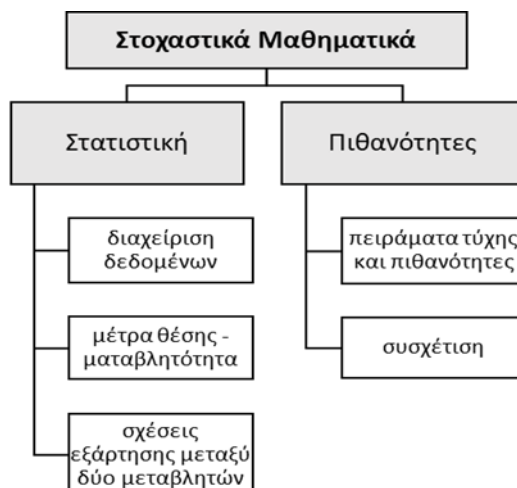 Στοχαστικά Μαθηματικά
Στατιστική
Πιθανότητες
διαχείριση
δεδομένων
μέτρα θέσης -
ματαβλητότητα
σχέσεις
εξάρτησης μεταξύ
δύο μεταβλητών
πειράματα τύχης
και πιθανότητες
συσχέτιση